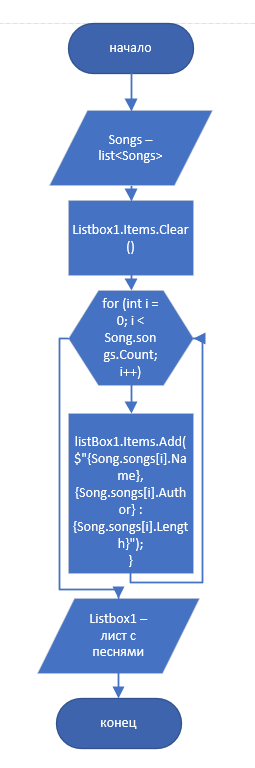 начало
Songs –
list<Songs>
Listbox1.Items.Clear
()
for (int i =
0; i <
Song.son
gs.Count;
i++)
listBox1.Items.Add(
$"{Song.songs[i].Na
me},
{Song.songs[i].Auth
or} :
{Song.songs[i].Lengt
h}");
}
Listbox1 –
лист с
песнями
конец